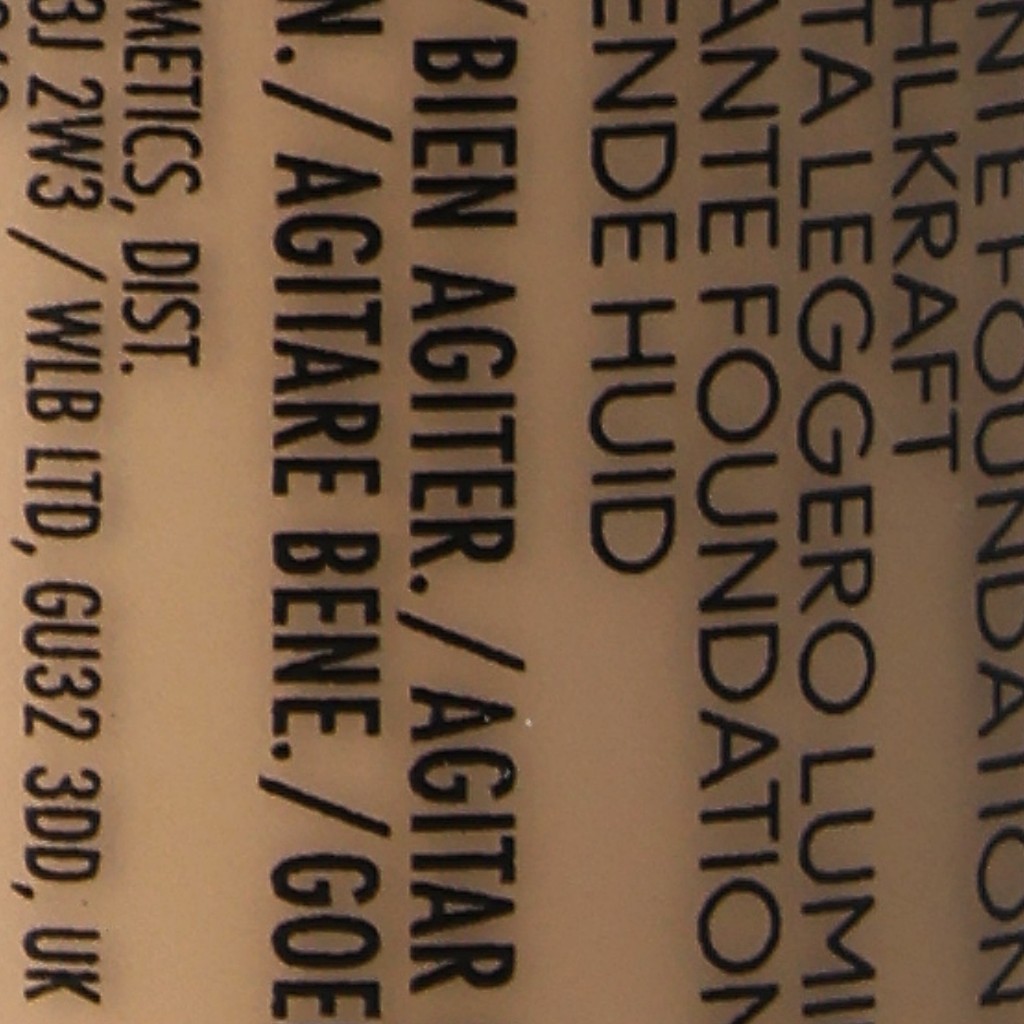 FOUNDATION
HLKRAFT
TA LEGGERO LUMI
ANTE FOUNDATION
ENDE HUID
/ BIEN AGITER. / AGITAR
N. / AGITARE BENE. / GOE
METICS, DIST.
BJ 2W3 / WLB LTD, GU32 3DD, UK